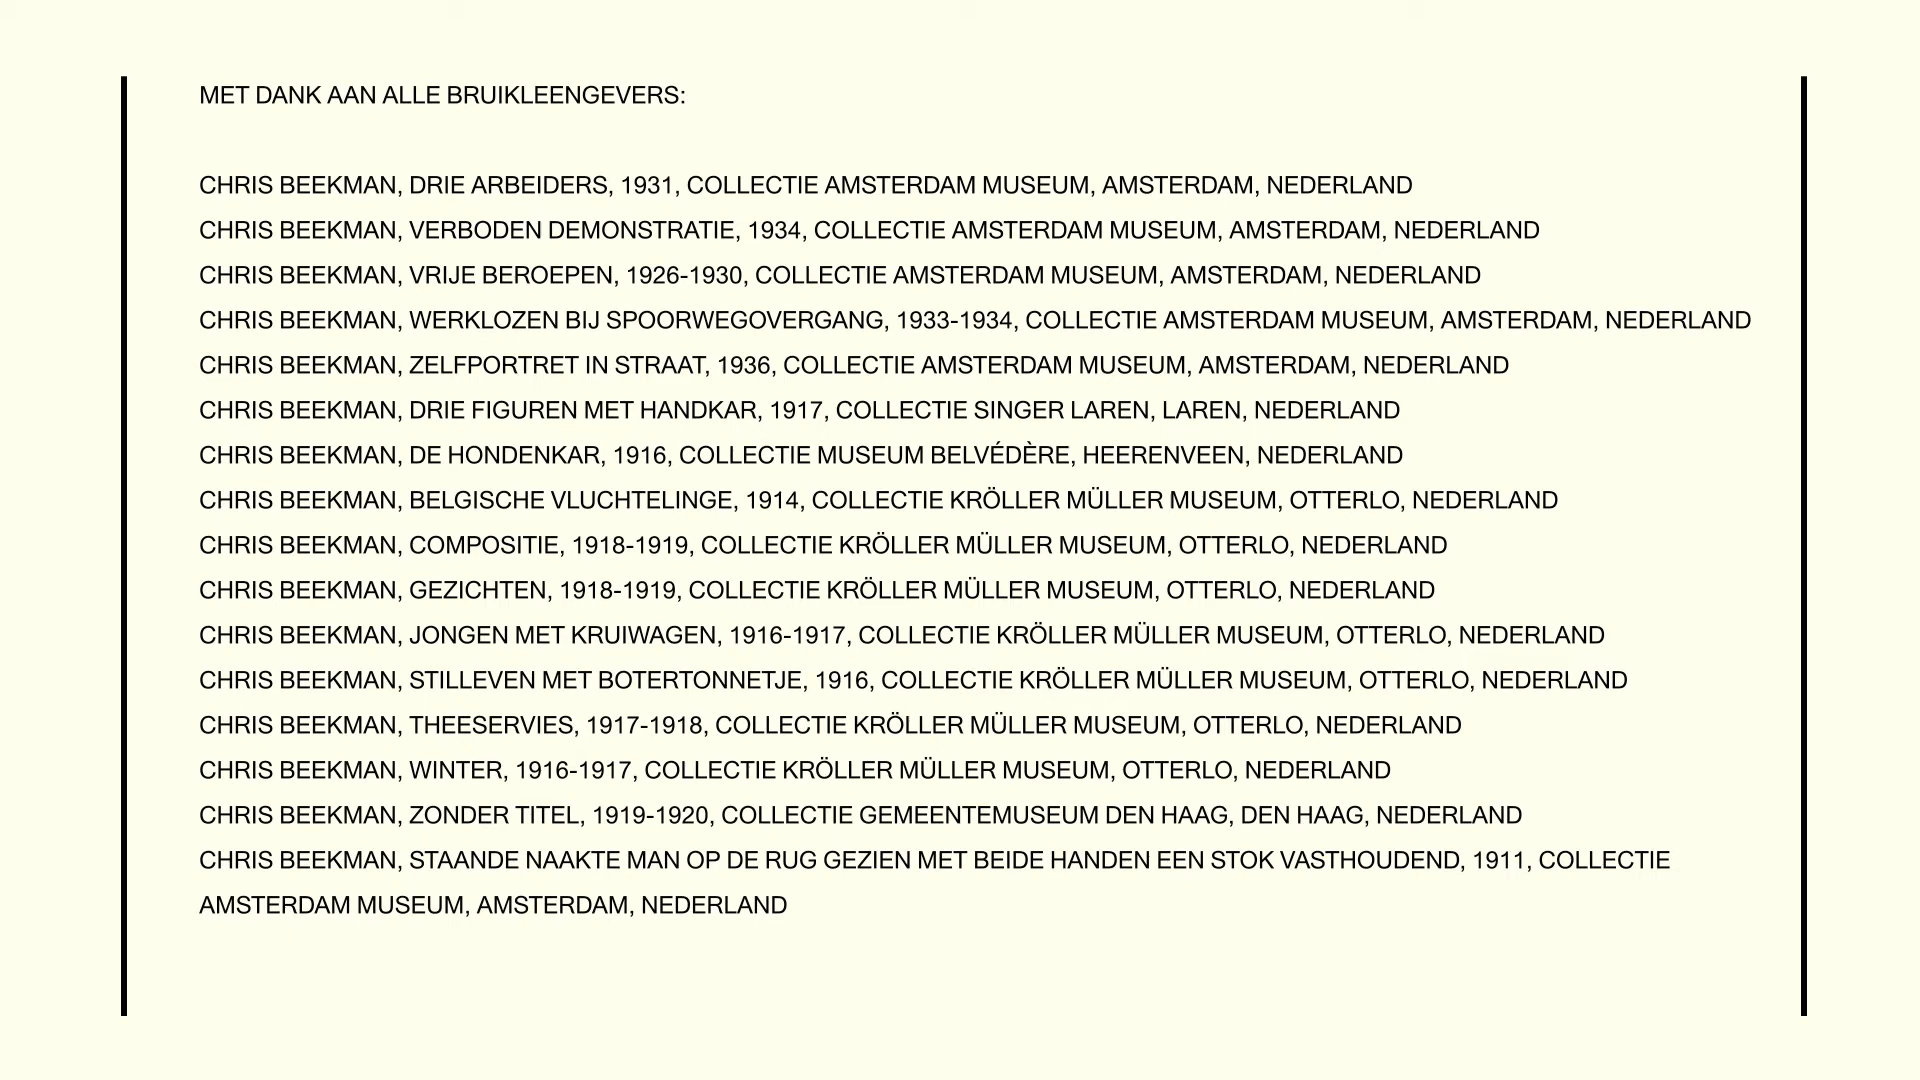 MET DANK AAN ALLE BRUIKLEENGEVERS:
CHRIS BEEKMAN, DRIE ARBEIDERS, 1931, COLLECTIE AMSTERDAM MUSEUM, AMSTERDAM, NEDERLAND
CHRIS BEEKMAN, VERBODEN DEMONSTRATIE, 1934, COLLECTIE AMSTERDAM MUSEUM, AMSTERDAM, NEDERLAND
CHRIS BEEKMAN, VRIJE BEROEPEN, 1926-1930, COLLECTIE AMSTERDAM MUSEUM, AMSTERDAM, NEDERLAND
CHRIS BEEKMAN, WERKLOZEN BIJ SPOORWEGOVERGANG, 1933-1934, COLLECTIE AMSTERDAM MUSEUM, AMSTERDAM, NEDERLAND
CHRIS BEEKMAN, ZELFPORTRET IN STRAAT, 1936, COLLECTIE AMSTERDAM MUSEUM, AMSTERDAM, NEDERLAND
CHRIS BEEKMAN, DRIE FIGUREN MET HANDKAR, 1917, COLLECTIE SINGER LAREN, LAREN, NEDERLAND
CHRIS BEEKMAN, DE HONDENKAR, 1916, COLLECTIE MUSEUM BELVÉDÈRE, HEERENVEEN, NEDERLAND
CHRIS BEEKMAN, BELGISCHE VLUCHTELINGE, 1914, COLLECTIE KRÖLLER MÜLLER MUSEUM, OTTERLO, NEDERLAND
CHRIS BEEKMAN, COMPOSITIE, 1918-1919, COLLECTIE KRÖLLER MÜLLER MUSEUM, OTTERLO, NEDERLAND
CHRIS BEEKMAN, GEZICHTEN, 1918-1919, COLLECTIE KRÖLLER MÜLLER MUSEUM, OTTERLO, NEDERLAND
CHRIS BEEKMAN, JONGEN MET KRUIWAGEN, 1916-1917, COLLECTIE KRÖLLER MÜLLER MUSEUM, OTTERLO, NEDERLAND
CHRIS BEEKMAN, STILLEVEN MET BOTERTONNETJE, 1916, COLLECTIE KRÖLLER MÜLLER MUSEUM, OTTERLO, NEDERLAND
CHRIS BEEKMAN, THEESERVIES, 1917-1918, COLLECTIE KRÖLLER MÜLLER MUSEUM, OTTERLO, NEDERLAND
CHRIS BEEKMAN, WINTER, 1916-1917, COLLECTIE KRÖLLER MÜLLER MUSEUM, OTTERLO, NEDERLAND
CHRIS BEEKMAN, ZONDER TITEL, 1919-1920, COLLECTIE GEMEENTEMUSEUM DEN HAAG, DEN HAAG, NEDERLAND
CHRIS BEEKMAN, STAANDE NAAKTE MAN OP DE RUG GEZIEN MET BEIDE HANDEN EEN STOK VASTHOUDEND, 1911, COLLECTIE
AMSTERDAM MUSEUM, AMSTERDAM, NEDERLAND